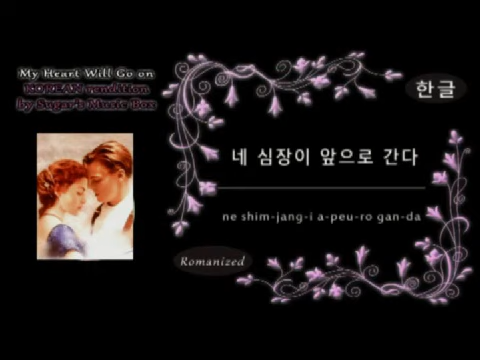 My Heart Will Go on
KOREAN rendition
by Sugar's Music Box
한글
네 심장이 앞으로 간다
ne shim-jang-i a-peu-ro gan-da
Romanized